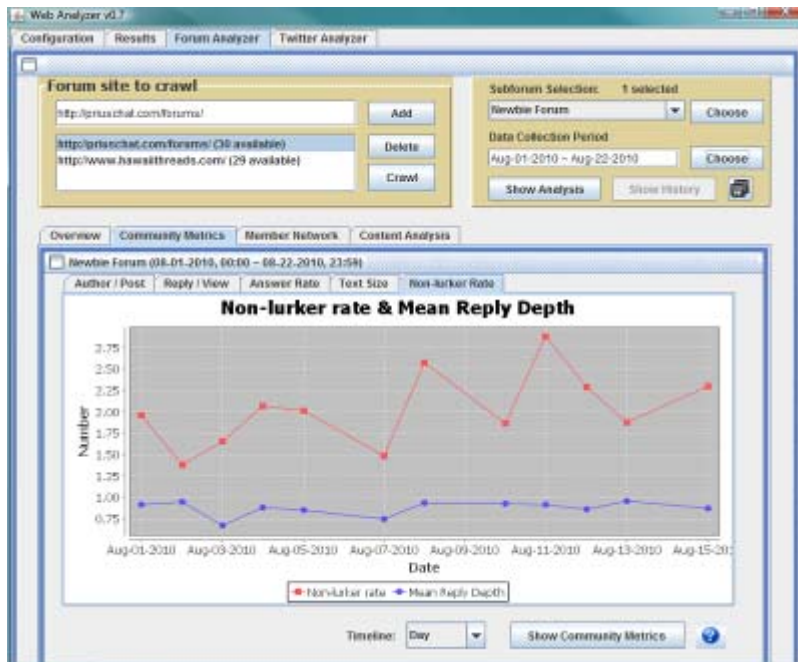 Web Analyzer v0.7
Configuration Results Forum Analyzer Twitter Analyzer
Forum site to crawl
http://priuschat.com/forums/
Add
http://priuschat.com/forums/ (30 available)
http://www.hawaiithreads.com/ (29 available)
Delete
Crawl
Subforum Selection: 1 selected
Newbie Forum
Choose
Data Collection Period
Aug-01-2010 ~ Aug-22-2010
Choose
Show Analysis Show History
Overview Community Metrics Member Network Content Analysis
Newbie Forum (08-01-2010, 00:00 ~ 08-22-2010, 23:59)
Author / Post Reply / View Answer Rate Text Size Non-lurker Rate
Non-lurker rate & Mean Reply Depth
Number
2.75
2.50
2.25
2.00
1.75
1.50
1.25
1.00
0.75
Aug-01-2010 Aug-03-2010 Aug-05-2010 Aug-07-2010 Aug-09-2010 Aug-11-2010 Aug-13-2010 Aug-15-20
Date
Non-lurker rate Mean Reply Depth
Timeline: Day Show Community Metrics ?